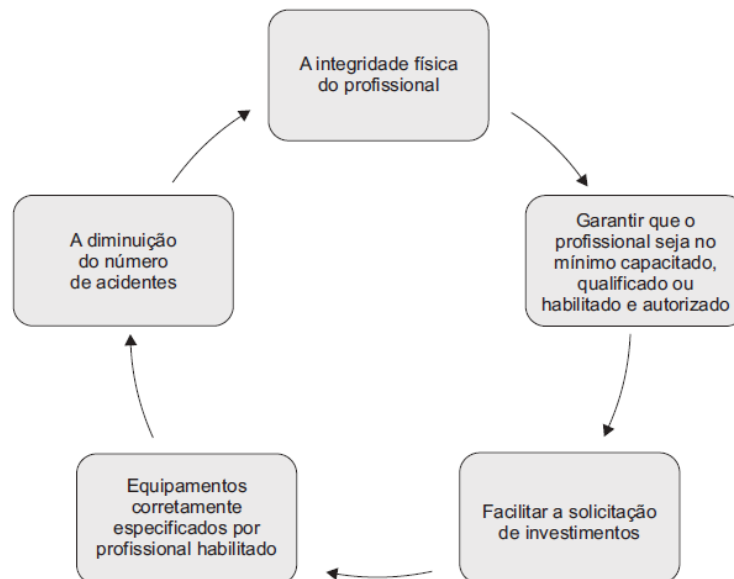 A integridade física
do profissional
Garantir que o
profissional seja no
mínimo capacitado,
qualificado ou
habilitado e autorizado
Facilitar a solicitação
de investimentos
Equipamentos
corretamente
especificados por
profissional habilitado
A diminuição
do número
de acidentes